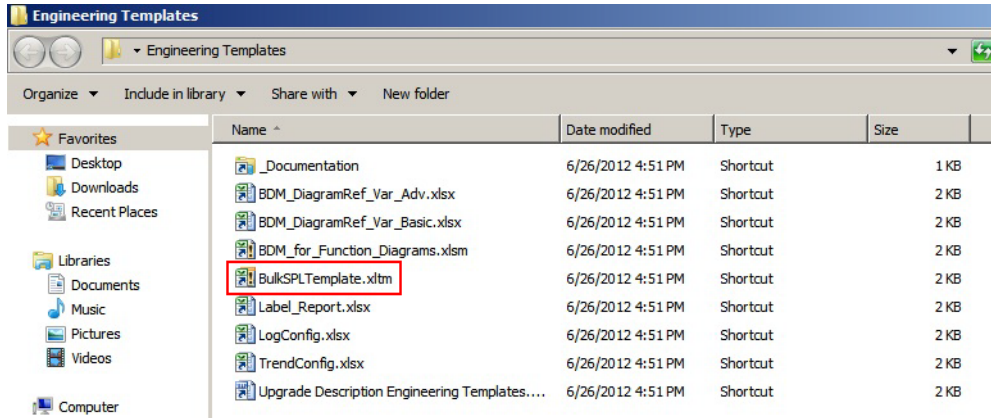 Engineering Templates
Engineering Templates
Organize Include in library Share with New folder
Favorites
Desktop
Downloads
Recent Places
Libraries
Documents
Music
Pictures
Videos
Computer
Name Date modified Type Size
_Documentation 6/26/2012 4:51 PM Shortcut 1 KB
BDM_DiagramRef_Var_Adv.xlsx 6/26/2012 4:51 PM Shortcut 2 KB
BDM_DiagramRef_Var_Basic.xlsx 6/26/2012 4:51 PM Shortcut 2 KB
BDM_for_Function_Diagrams.xlsm 6/26/2012 4:51 PM Shortcut 2 KB
BulkSPLTemplate.xltm 6/26/2012 4:51 PM Shortcut 2 KB
Label_Report.xlsx 6/26/2012 4:51 PM Shortcut 2 KB
LogConfig.xlsx 6/26/2012 4:51 PM Shortcut 2 KB
TrendConfig.xlsx 6/26/2012 4:51 PM Shortcut 2 KB
Upgrade Description Engineering Templates.... 6/26/2012 4:51 PM Shortcut 2 KB